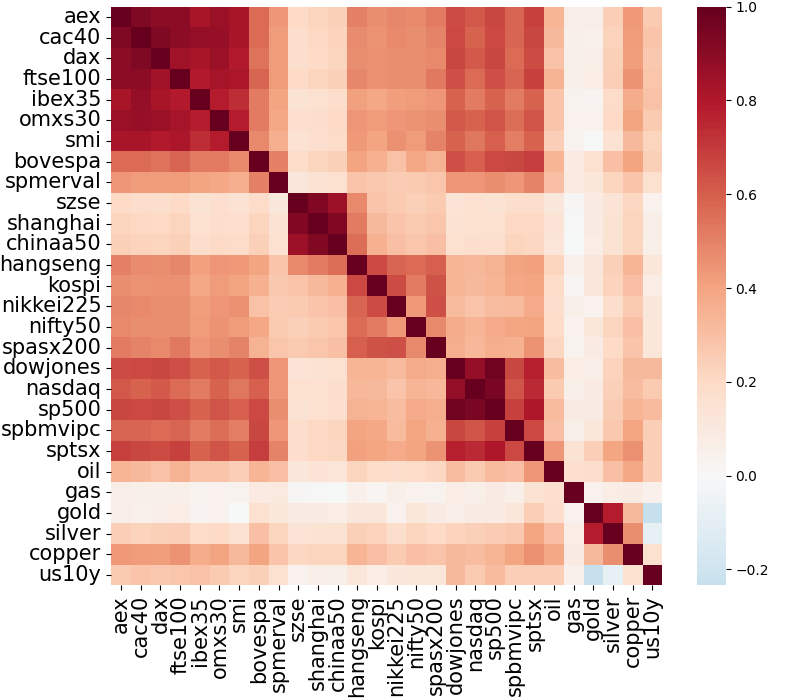 aex
cac40
dax
ftse100
ibex35
omxs30
smi
bovespa
spmerval
szse
shanghai
chinaa50
hangseng
kospi
nikkei225
nifty50
spasx200
dowjones
nasdaq
sp500
spbmvipc
sptsx
oil
gas
gold
silver
copper
us10y
aex
cac40
dax
ftse100
ibex35
omxs30
smi
bovespa
spmerval
szse
shanghai
chinaa50
hangseng
kospi
nikkei225
nifty50
spasx200
dowjones
nasdaq
sp500
spbmvipc
sptsx
oil
gas
gold
silver
copper
us10y
1.0
0.8
0.6
0.4
0.2
0.0
−0.2